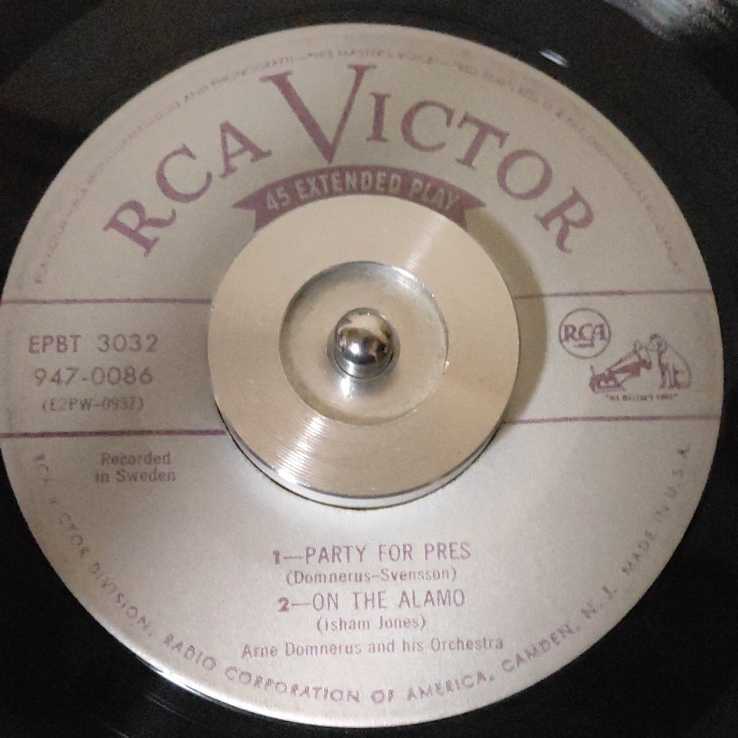 RCA VICTOR
45 EXTENDED PLAY
EPBT 3032
947-0086
(E2PW-0937)
RCA
"HIS MASTER'S VOICE"
Recorded
in Sweden
1—PARTY FOR PRES
(Domnerus-Svensson)
2—ON THE ALAMO
(Isham Jones)
Arne Domnerus and his Orchestra
RCA VICTOR DIVISION, RADIO CORPORATION OF AMERICA, CAMDEN, N. J. MADE IN U.S.A.